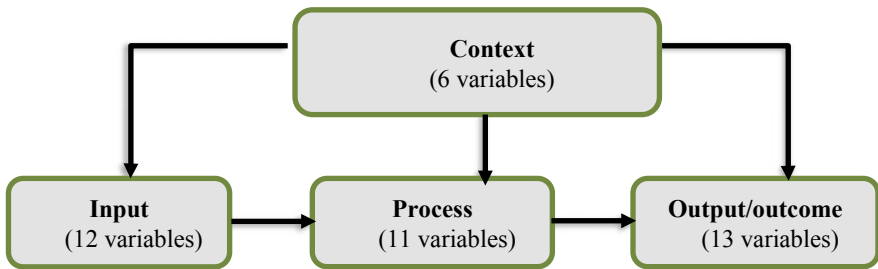 Context
(6 variables)
Input
(12 variables)
Process
(11 variables)
Output/outcome
(13 variables)